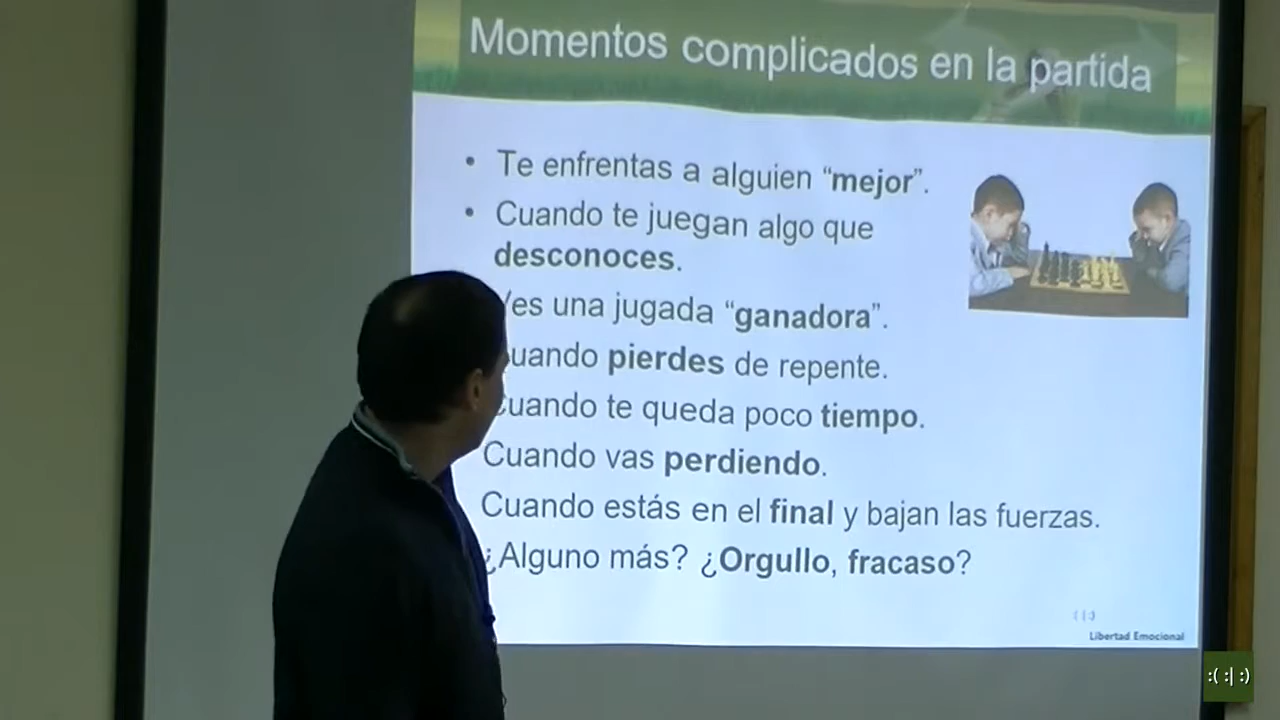 Momentos complicados en la partida
• Te enfrentas a alguien “mejor”.
• Cuando te juegan algo que
desconoces.
Ves una jugada “ganadora”.
Cuando pierdes de repente.
Cuando te queda poco tiempo.
Cuando vas perdiendo.
Cuando estás en el final y bajan las fuerzas.
¿Alguno más? ¿Orgullo, fracaso?
Libertad Emocional
:( :| :)